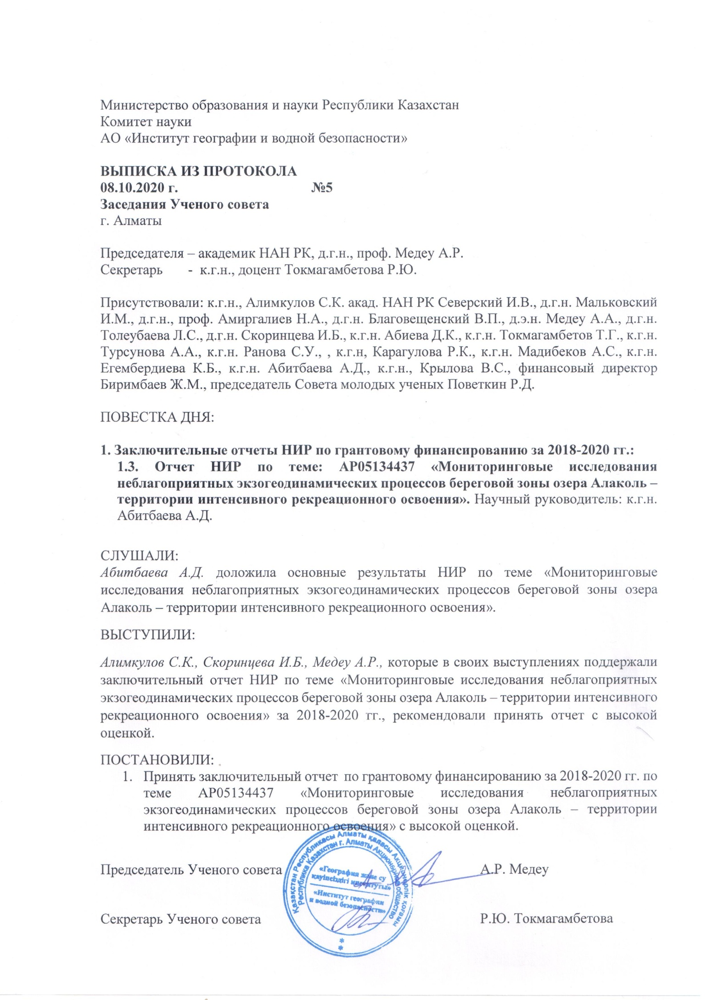 Министерство образования и науки Республики Казахстан
Комитет науки
АО «Институт географии и водной безопасности»
ВЫПИСКА ИЗ ПРОТОКОЛА
08.10.2020 г. №5
Заседания Ученого совета
г. Алматы
Председателя – академик НАН РК, д.г.н., проф. Медеу А.Р.
Секретарь - к.г.н., доцент Токмагамбетова Р.Ю.
Присутствовали: к.г.н., Алимкулов С.К. акад. НАН РК Северский И.В., д.г.н. Мальковский
И.М., д.г.н., проф. Амиргалиев Н.А., д.г.н. Благовещенский В.П., д.э.н. Медеу А.А., д.г.н.
Толеубаева Л.С., д.г.н. Скоринцева И.Б., к.г.н. Абиева Д.К., к.г.н. Токмагамбетов Т.Г., к.г.н.
Турсунова А.А., к.г.н. Ранова С.У., , к.г.н, Карагулова Р.К., к.г.н. Мадибеков А.С., к.г.н.
Егембердиева К.Б., к.г.н. Абитбаева А.Д., к.г.н., Крылова В.С., финансовый директор
Биримбаев Ж.М., председатель Совета молодых ученых Поветкин Р.Д.
ПОВЕСТКА ДНЯ:
1. Заключительные отчеты НИР по грантовому финансированию за 2018-2020 гг.:
1.3. Отчет НИР по теме: АР05134437 «Мониторинговые исследования
неблагоприятных экзогеодинамических процессов береговой зоны озера Алаколь –
территории интенсивного рекреационного освоения». Научный руководитель: к.г.н.
Абитбаева А.Д.
СЛУШАЛИ:
Абитбаева А.Д. доложила основные результаты НИР по теме «Мониторинговые
исследования неблагоприятных экзогеодинамических процессов береговой зоны озера
Алаколь – территории интенсивного рекреационного освоения».
ВЫСТУПИЛИ:
Алимкулов С.К., Скоринцева И.Б., Медеу А.Р., которые в своих выступлениях поддержали
заключительный отчет НИР по теме «Мониторинговые исследования неблагоприятных
экзогеодинамических процессов береговой зоны озера Алаколь – территории интенсивного
рекреационного освоения» за 2018-2020 гг., рекомендовали принять отчет с высокой
оценкой.
ПОСТАНОВИЛИ:
1. Принять заключительный отчет по грантовому финансированию за 2018-2020 гг. по
теме АР05134437 «Мониторинговые исследования неблагоприятных
экзогеодинамических процессов береговой зоны озера Алаколь – территории
интенсивного рекреационного освоения» с высокой оценкой.
Қазақстан Республикасы Алматы қаласы Акционерлік қоғамы
Республика Казахстан г. Алматы Акционерное общество
«География және су
қауіпсіздігі институты»
«Институт географии
и водной безопасности»
Председатель Ученого совета А.Р. Медеу
Секретарь Ученого совета Р.Ю. Токмагамбетова